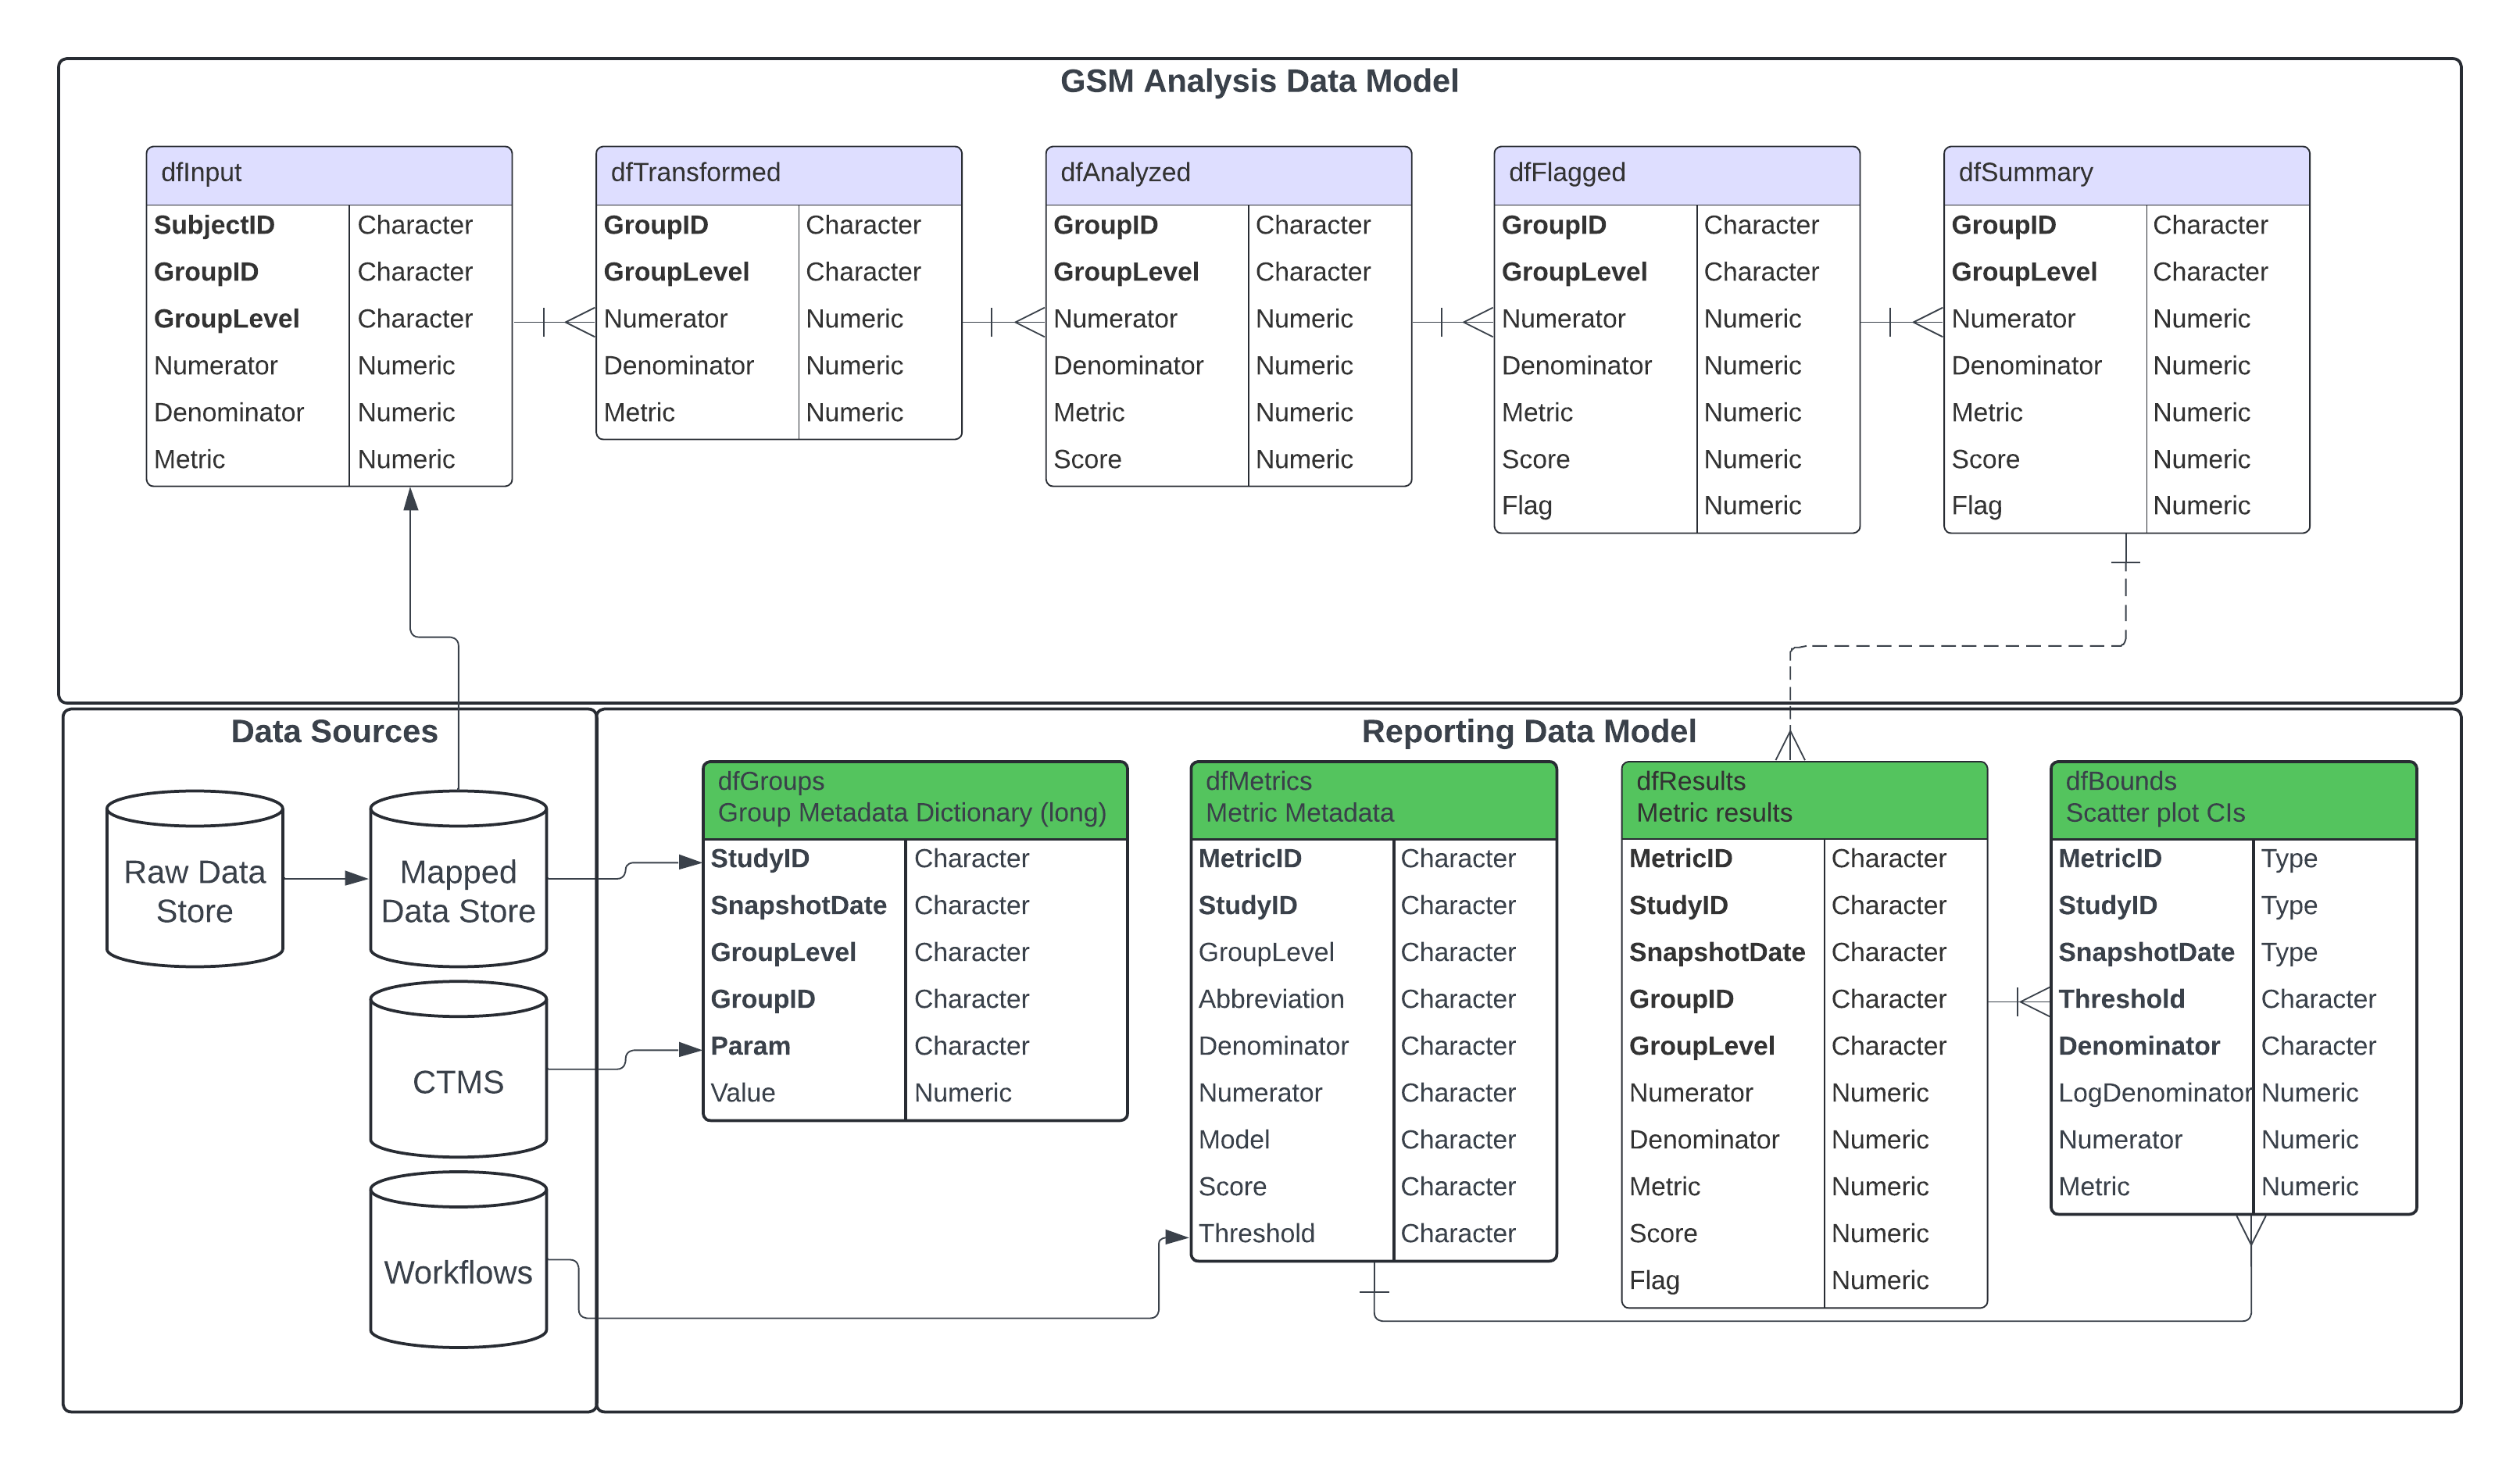 GSM Analysis Data Model
dfInput
SubjectID Character
GroupID Character
GroupLevel Character
Numerator Numeric
Denominator Numeric
Metric Numeric
dfTransformed
GroupID Character
GroupLevel Character
Numerator Numeric
Denominator Numeric
Metric Numeric
dfAnalyzed
GroupID Character
GroupLevel Character
Numerator Numeric
Denominator Numeric
Metric Numeric
Score Numeric
dfFlagged
GroupID Character
GroupLevel Character
Numerator Numeric
Denominator Numeric
Metric Numeric
Score Numeric
Flag Numeric
dfSummary
GroupID Character
GroupLevel Character
Numerator Numeric
Denominator Numeric
Metric Numeric
Score Numeric
Flag Numeric
Data Sources
Raw Data
Store
Mapped
Data Store
CTMS
Workflows
Reporting Data Model
dfGroups
Group Metadata Dictionary (long)
StudyID Character
SnapshotDate Character
GroupLevel Character
GroupID Character
Param Character
Value Numeric
dfMetrics
Metric Metadata
MetricID Character
StudyID Character
GroupLevel Character
Abbreviation Character
Denominator Character
Numerator Character
Model Character
Score Character
Threshold Character
dfResults
Metric results
MetricID Character
StudyID Character
SnapshotDate Character
GroupID Character
GroupLevel Character
Numerator Numeric
Denominator Numeric
Metric Numeric
Score Numeric
Flag Numeric
dfBounds
Scatter plot CIs
MetricID Type
StudyID Type
SnapshotDate Type
Threshold Character
Denominator Character
LogDenominator Numeric
Numerator Numeric
Metric Numeric